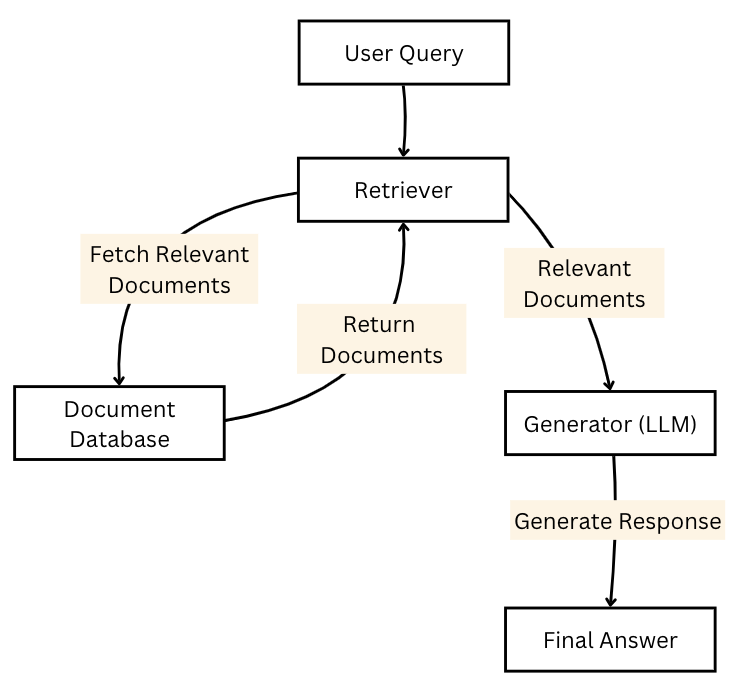 User Query
Retriever
Fetch Relevant
Documents
Relevant
Documents
Return
Documents
Document
Database
Generator (LLM)
Generate Response
Final Answer